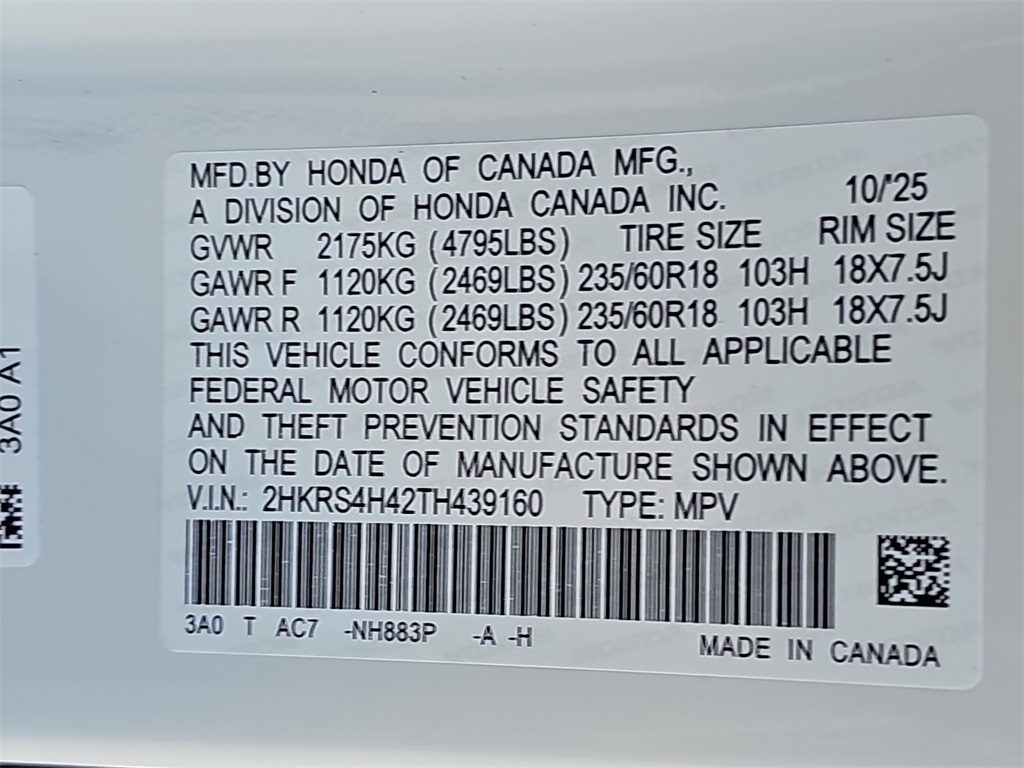 MFD.BY HONDA OF CANADA MFG.,
A DIVISION OF HONDA CANADA INC. 10/'25
GVWR 2175KG (4795LBS) TIRE SIZE RIM SIZE
GAWR F 1120KG (2469LBS) 235/60R18 103H 18X7.5J
GAWR R 1120KG (2469LBS) 235/60R18 103H 18X7.5J
THIS VEHICLE CONFORMS TO ALL APPLICABLE
FEDERAL MOTOR VEHICLE SAFETY
AND THEFT PREVENTION STANDARDS IN EFFECT
ON THE DATE OF MANUFACTURE SHOWN ABOVE.
V.I.N.: 2HKRS4H42TH439160 TYPE: MPV
3A0 T AC7 -NH883P -A -H
MADE IN CANADA
3A0 A1